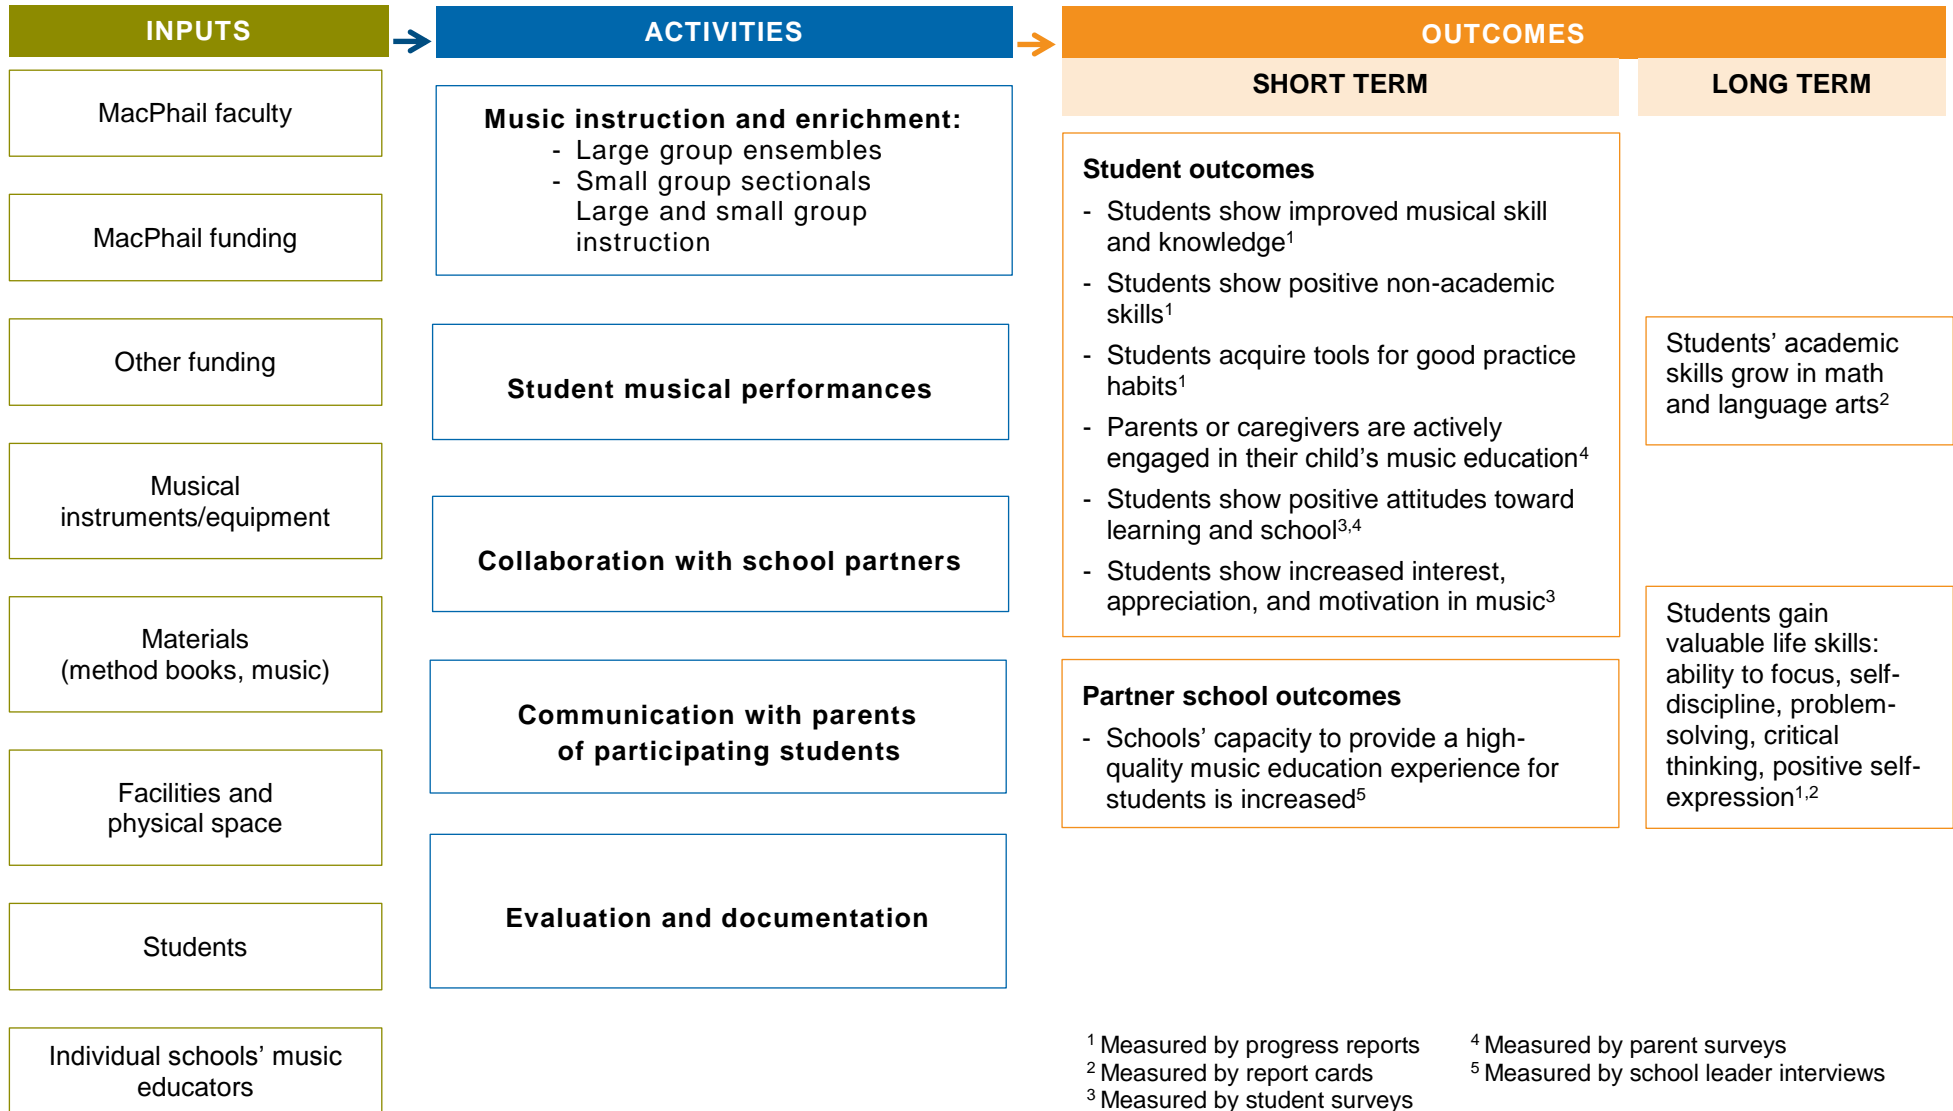 INPUTS
MacPhail faculty
MacPhail funding
Other funding
Musical
instruments/equipment
Materials
(method books, music)
Facilities and
physical space
Students
Individual schools’ music
educators
ACTIVITIES
Music instruction and enrichment:
- Large group ensembles
- Small group sectionals
Large and small group
instruction
Student musical performances
Collaboration with school partners
Communication with parents
of participating students
Evaluation and documentation
OUTCOMES
SHORT TERM
Student outcomes
- Students show improved musical skill
and knowledge¹
- Students show positive non-academic
skills¹
- Students acquire tools for good practice
habits¹
- Parents or caregivers are actively
engaged in their child’s music education⁴
- Students show positive attitudes toward
learning and school³,⁴
- Students show increased interest,
appreciation, and motivation in music³
Partner school outcomes
- Schools’ capacity to provide a high-
quality music education experience for
students is increased⁵
LONG TERM
Students’ academic
skills grow in math
and language arts²
Students gain
valuable life skills:
ability to focus, self-
discipline, problem-
solving, critical
thinking, positive self-
expression¹,²
¹ Measured by progress reports
² Measured by report cards
³ Measured by student surveys
⁴ Measured by parent surveys
⁵ Measured by school leader interviews